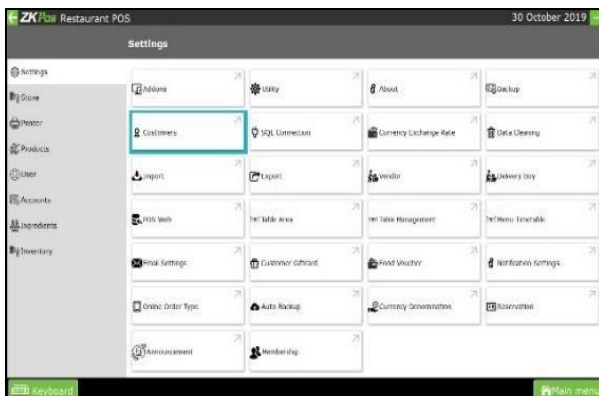 ZKPos Restaurant POS 30 October 2019
Settings
Settings
Store
Printer
Products
User
Accounts
Ingredients
Inventory
Addons Utility About Backup
Customers SQL Connection Currency Exchange Rate Data Cleaning
Import Export Vendor Delivery Boy
POS Web Table Area Table Management Menu Timetable
Email Settings Customer Giftcard Food Voucher Notification Settings
Online Order Type Auto Backup Currency Denomination Reservation
Announcement Membership
Keyboard Main menu